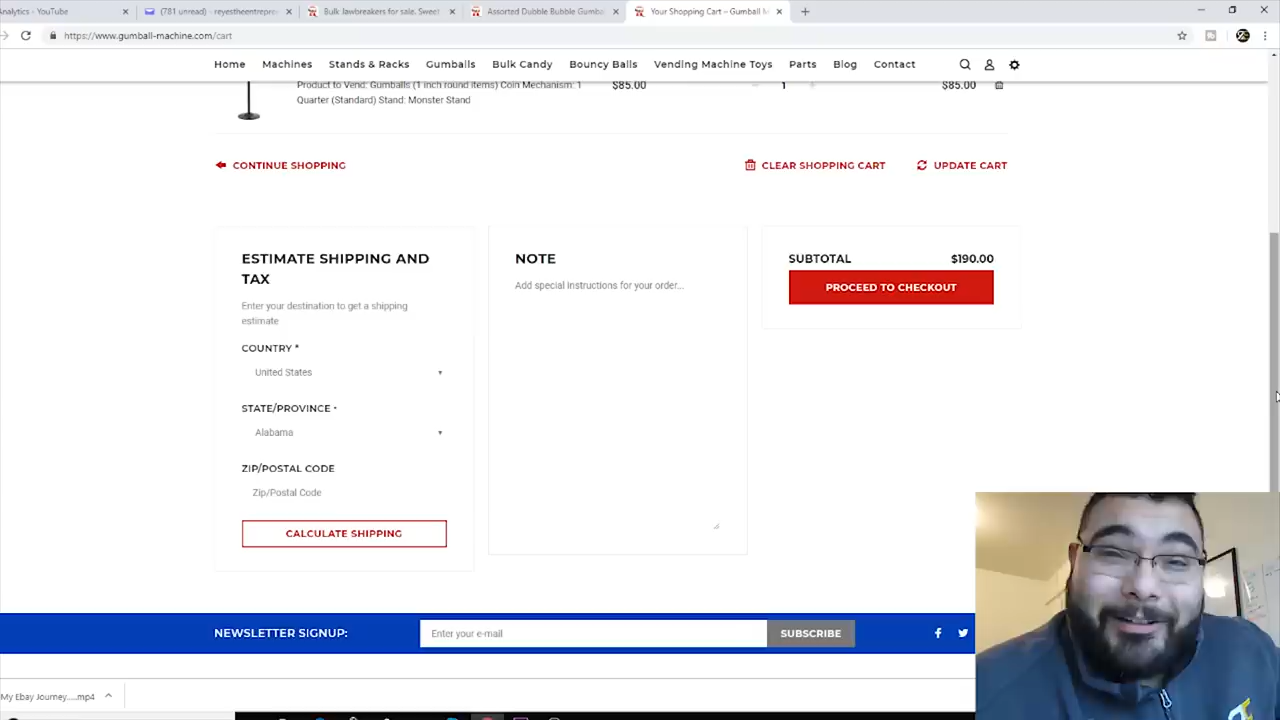 Analytics - YouTube
(781 unread) - reyestheentrepre
Bulk Jawbreakers for sale. Sweet
Assorted Dubble Bubble Gumba
Your Shopping Cart – Gumball M
https://www.gumball-machine.com/cart
Home Machines Stands & Racks Gumballs Bulk Candy Bouncy Balls Vending Machine Toys Parts Blog Contact
Product to Vend: Gumballs (1 inch round items) Coin Mechanism: 1 $85.00 1 $85.00
Quarter (Standard) Stand: Monster Stand
CONTINUE SHOPPING CLEAR SHOPPING CART UPDATE CART
ESTIMATE SHIPPING AND
TAX
Enter your destination to get a shipping
estimate
COUNTRY *
United States
STATE/PROVINCE *
Alabama
ZIP/POSTAL CODE
Zip/Postal Code
CALCULATE SHIPPING
NOTE
Add special instructions for your order...
SUBTOTAL $190.00
PROCEED TO CHECKOUT
NEWSLETTER SIGNUP: Enter your e-mail SUBSCRIBE
My Ebay Journey.....mp4